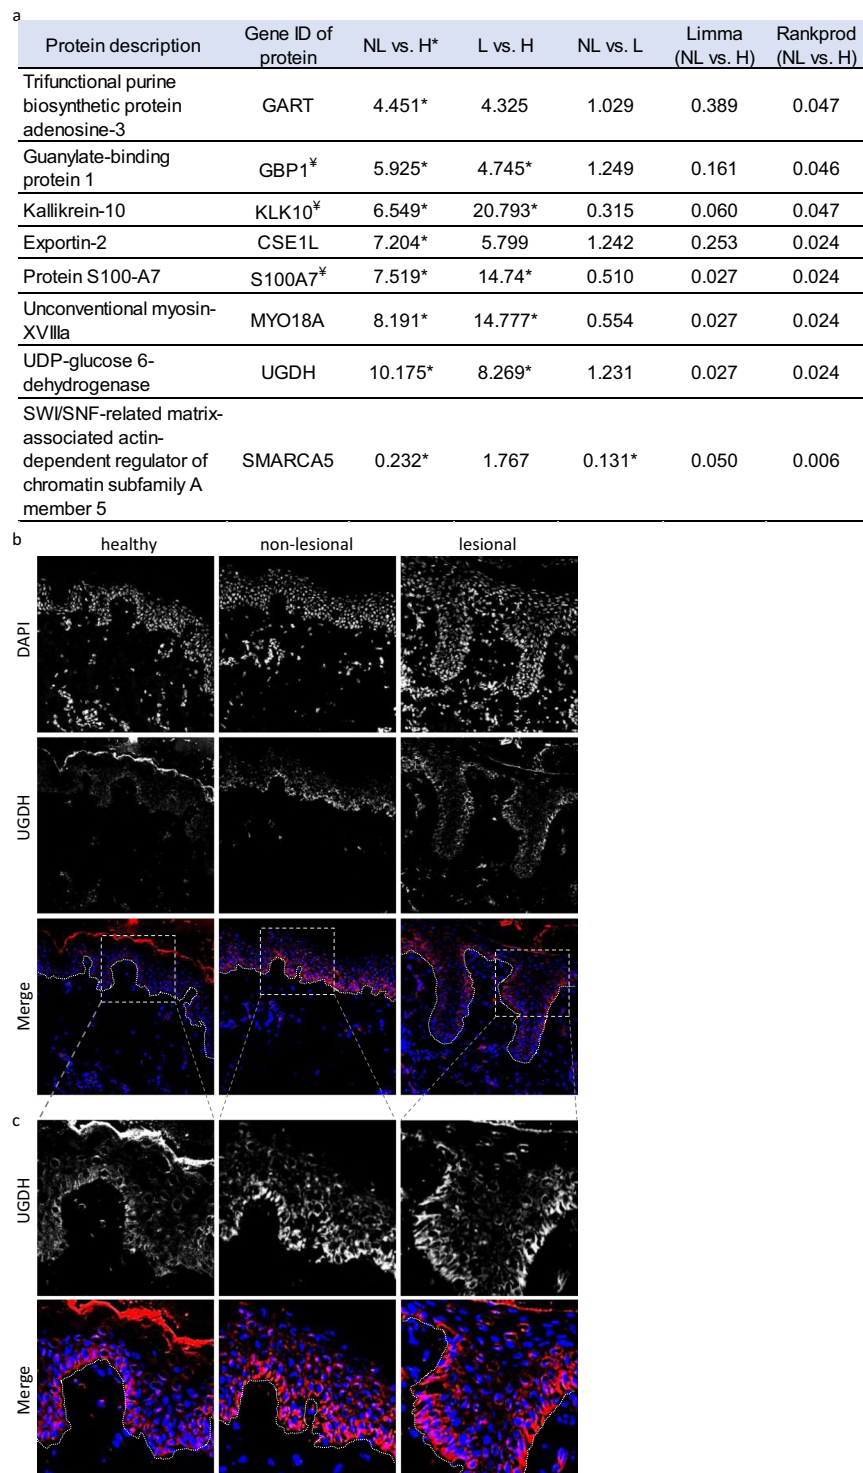 a
Protein description Gene ID of protein NL vs. H* L vs. H NL vs. L Limma (NL vs. H) Rankprod (NL vs. H)
Trifunctional purine
biosynthetic protein
adenosine-3
GART 4.451* 4.325 1.029 0.389 0.047
Guanylate-binding
protein 1
GBP1¥ 5.925* 4.745* 1.249 0.161 0.046
Kallikrein-10 KLK10¥ 6.549* 20.793* 0.315 0.060 0.047
Exportin-2 CSE1L 7.204* 5.799 1.242 0.253 0.024
Protein S100-A7 S100A7¥ 7.519* 14.74* 0.510 0.027 0.024
Unconventional myosin-
XVIIIa
MYO18A 8.191* 14.777* 0.554 0.027 0.024
UDP-glucose 6-
dehydrogenase
UGDH 10.175* 8.269* 1.231 0.027 0.024
SWI/SNF-related matrix-
associated actin-
dependent regulator of
chromatin subfamily A
member 5
SMARCA5 0.232* 1.767 0.131* 0.050 0.006
b
healthy non-lesional lesional
DAPI
UGDH
Merge
c
UGDH
Merge